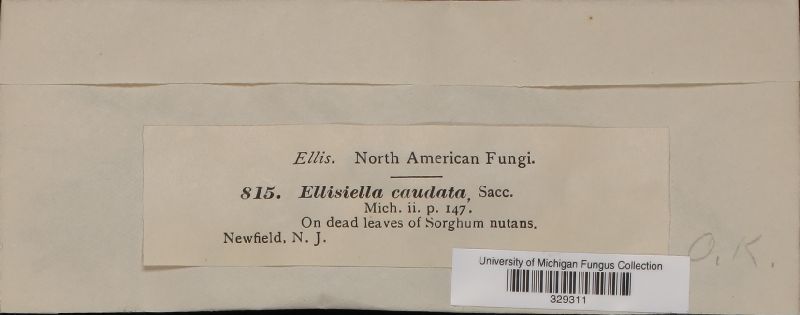 Ellis. North American Fungi.
815. Ellisiella caudata, Sacc.
Mich. ii. p. 147.
On dead leaves of Sorghum nutans.
Newfield, N. J.
University of Michigan Fungus Collection
329311
O.K.